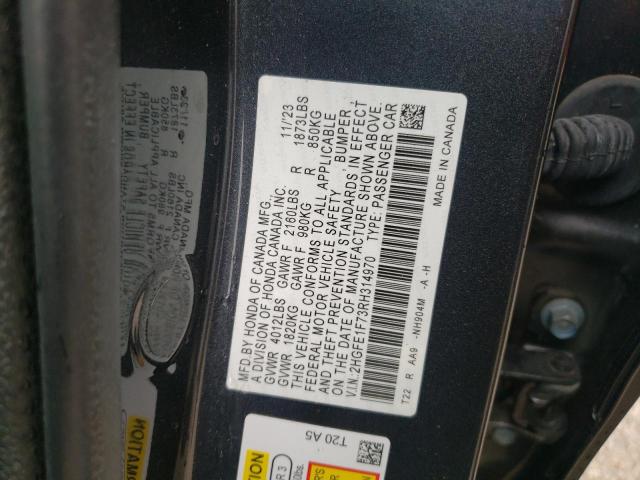 MFD BY HONDA OF CANADA MFG.
A DIVISION OF HONDA CANADA INC. 11/'23
GVWR 4012LBS GAWR F 2160LBS R 1873LBS
GVWR 1820KG GAWR F 980KG R 850KG
THIS VEHICLE CONFORMS TO ALL APPLICABLE
FEDERAL MOTOR VEHICLE SAFETY, BUMPER,
AND THEFT PREVENTION STANDARDS IN EFFECT
ON THE DATE OF MANUFACTURE SHOWN ABOVE.
V.I.N.:2HGFE1F73RH314970 TYPE: PASSENGER CAR
T22 R AA9 -NH904M -A -H MADE IN CANADA
T20 A5